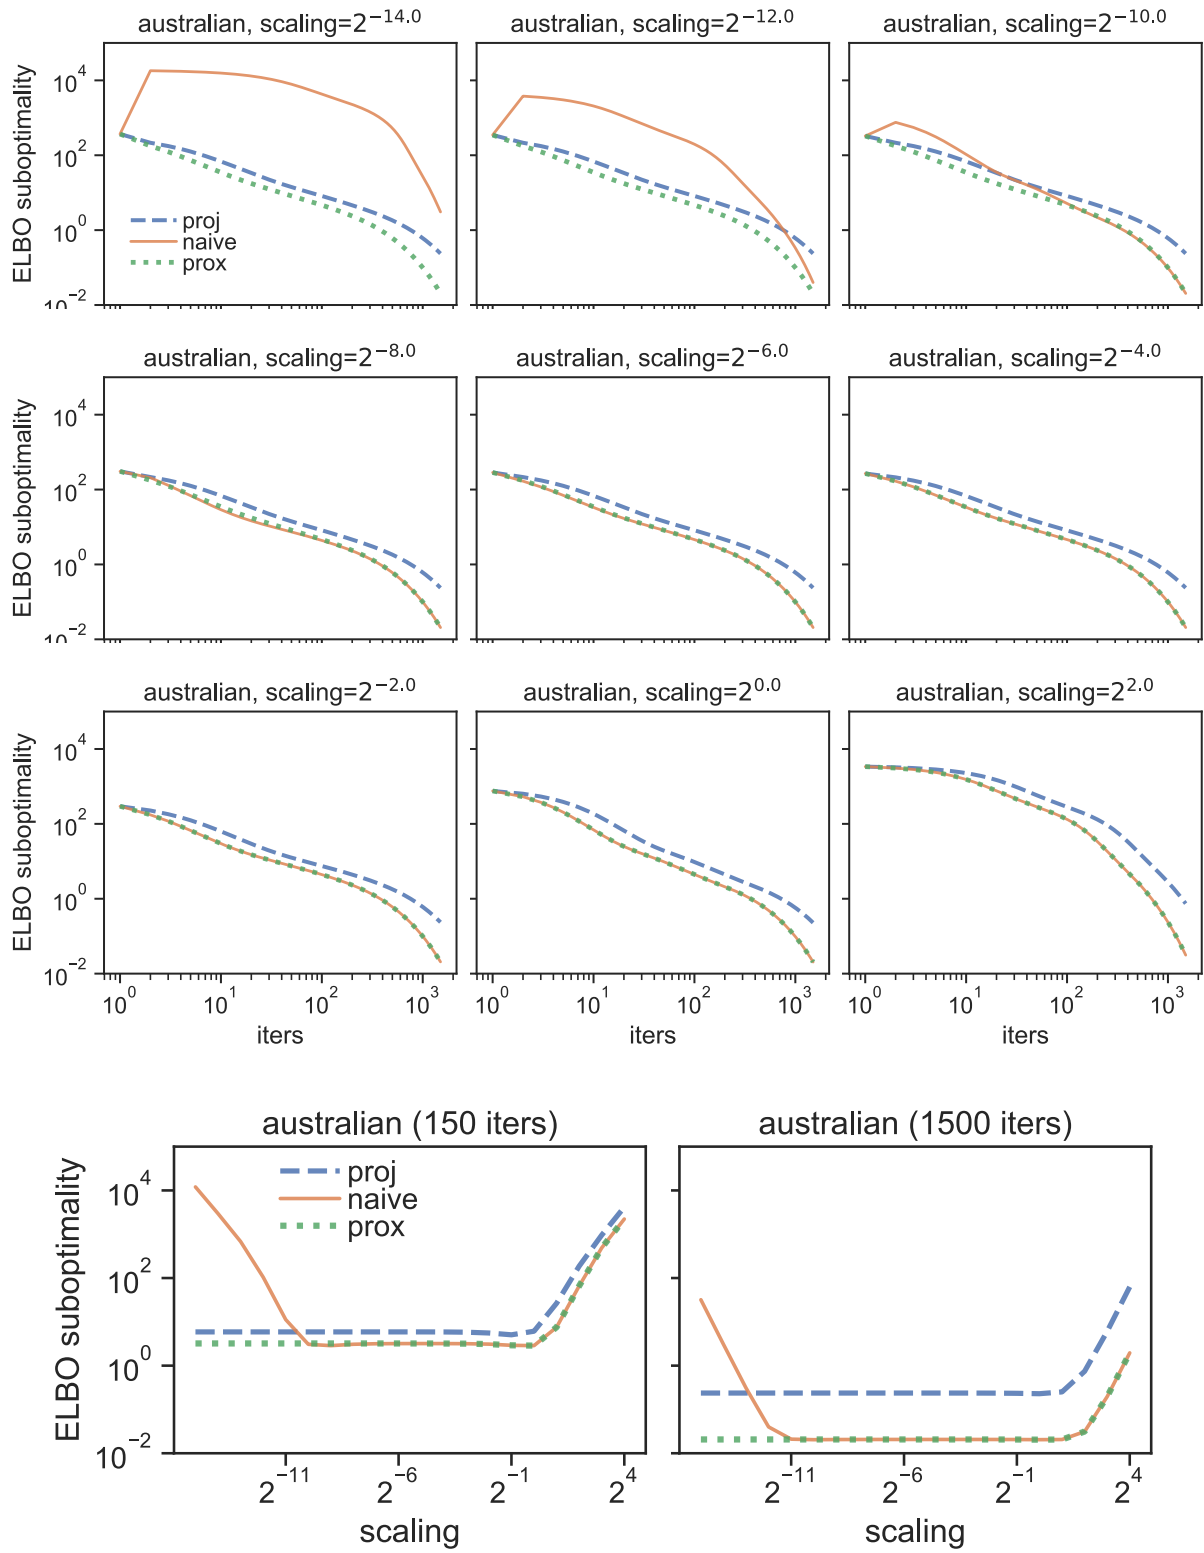 australian, scaling=2^−14.0 australian, scaling=2^−12.0 australian, scaling=2^−10.0
ELBO suboptimality
10^4
10^2
10^0
10^−2
proj
naive
prox
australian, scaling=2^−8.0 australian, scaling=2^−6.0 australian, scaling=2^−4.0
ELBO suboptimality
10^4
10^2
10^0
10^−2
australian, scaling=2^−2.0 australian, scaling=2^0.0 australian, scaling=2^2.0
ELBO suboptimality
10^4
10^2
10^0
10^−2
10^0 10^1 10^2 10^3 10^0 10^1 10^2 10^3 10^0 10^1 10^2 10^3
iters iters iters
australian (150 iters) australian (1500 iters)
ELBO suboptimality
10^4
10^2
10^0
10^−2
proj
naive
prox
2^−11 2^−6 2^−1 2^4 2^−11 2^−6 2^−1 2^4
scaling scaling